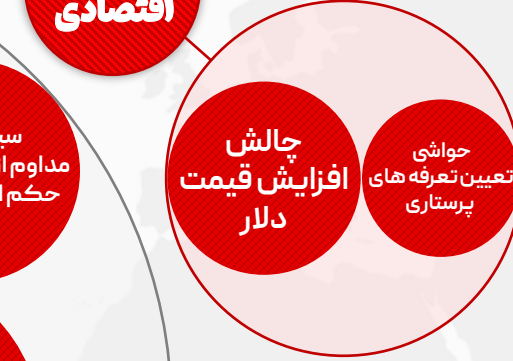 اقتصادی
حواشی
تعیین تعرفه های
پرستاری
چالش
افزایش قیمت
دلار
مداوم
حکم